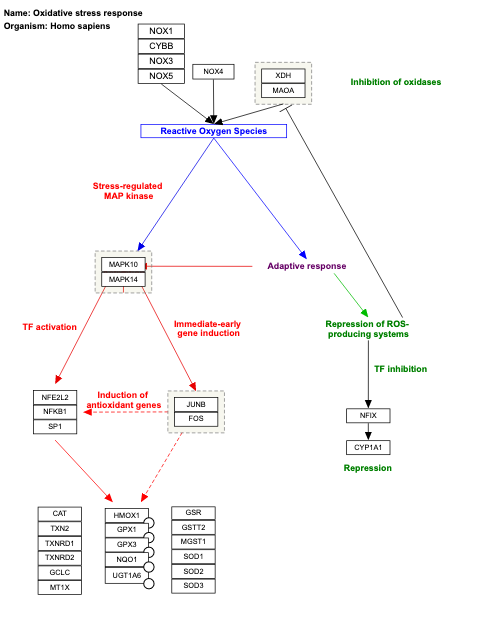 Name: Oxidative stress response
Organism: Homo sapiens
NOX1
CYBB
NOX3
NOX5
NOX4
XDH
MAOA
Inhibition of oxidases
Reactive Oxygen Species
Stress-regulated
MAP kinase
MAPK10
MAPK14
Adaptive response
TF activation
Immediate-early
gene induction
Repression of ROS-
producing systems
TF inhibition
NFE2L2
NFKB1
SP1
Induction of
antioxidant genes
JUNB
FOS
NFIX
CYP1A1
Repression
CAT
TXN2
TXNRD1
TXNRD2
GCLC
MT1X
HMOX1
GPX1
GPX3
NQO1
UGT1A6
GSR
GSTT2
MGST1
SOD1
SOD2
SOD3